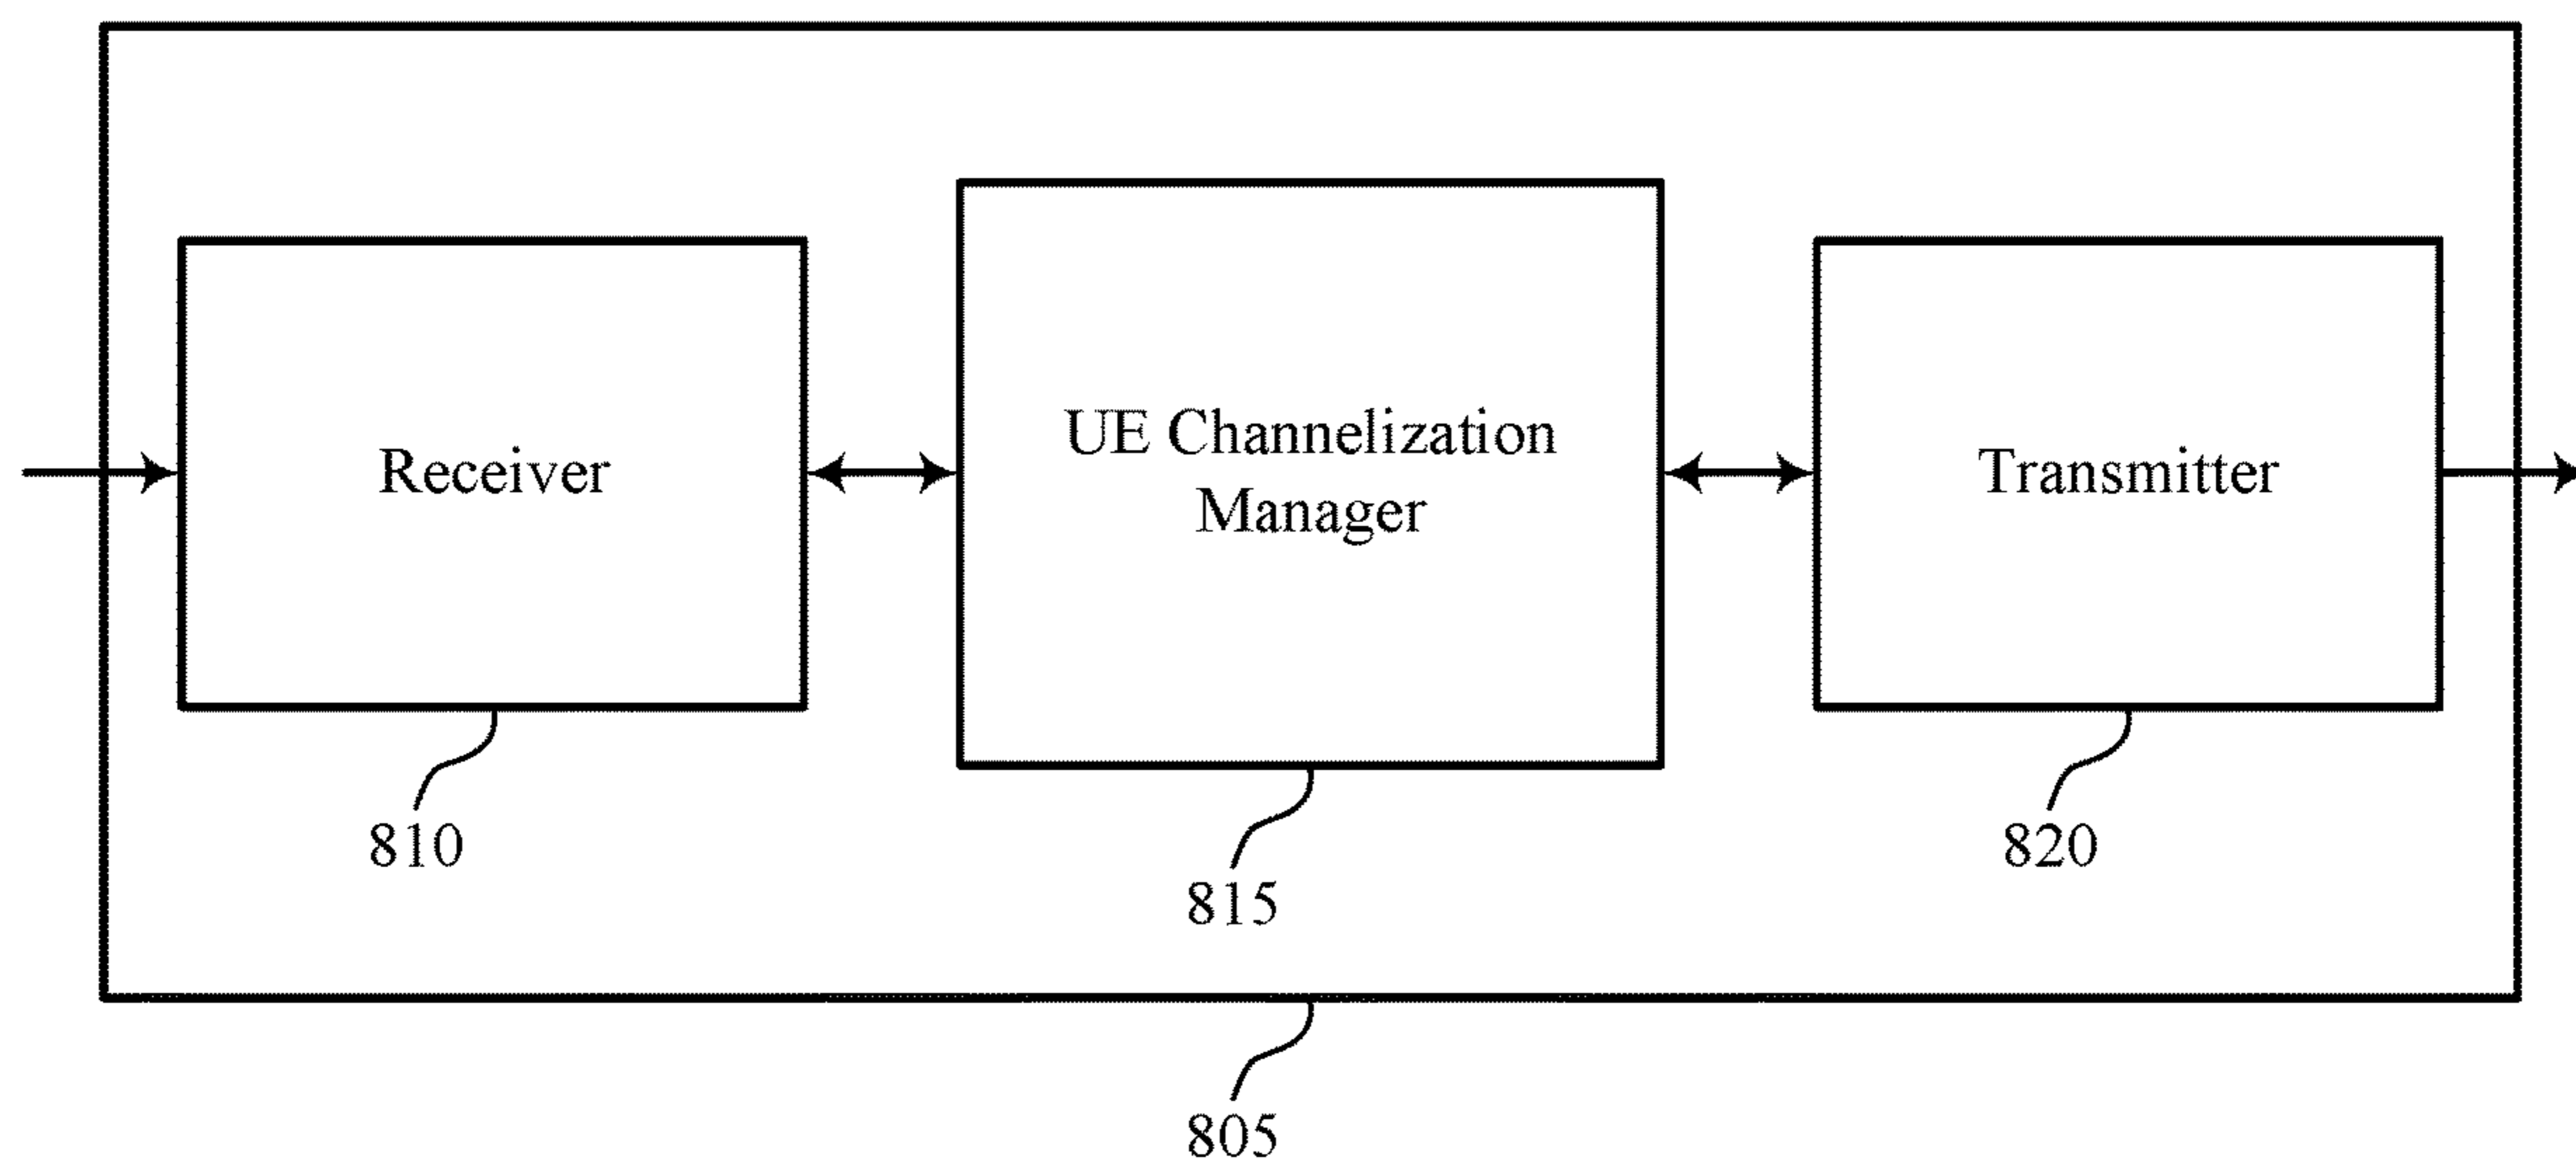 Receiver
UE Channelization
Manager
Transmitter
810
815
820
805